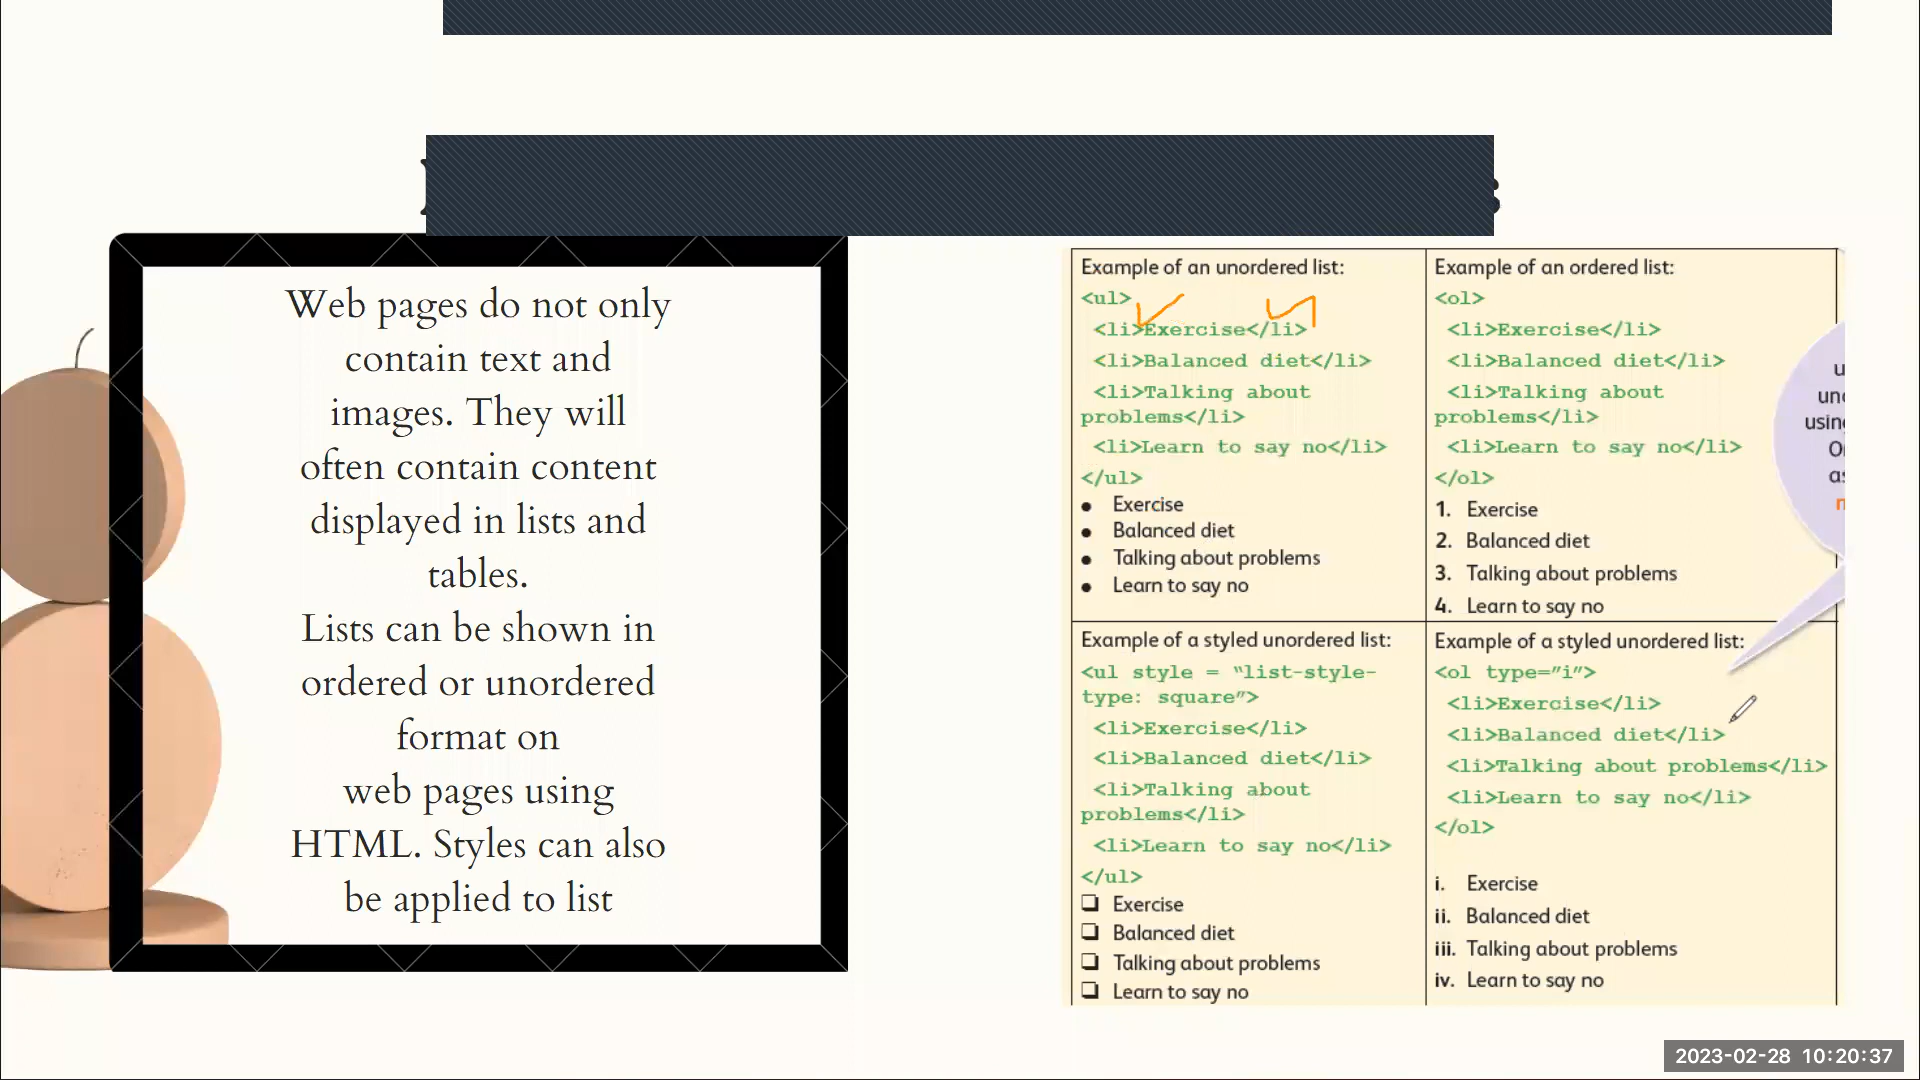 Web pages do not only
contain text and
images. They will
often contain content
displayed in lists and
tables.
Lists can be shown in
ordered or unordered
format on
web pages using
HTML. Styles can also
be applied to list
Example of an unordered list:
<ul>
<li>Exercise</li>
<li>Balanced diet</li>
<li>Talking about
problems</li>
<li>Learn to say no</li>
</ul>
● Exercise
● Balanced diet
● Talking about problems
● Learn to say no
Example of an ordered list:
<ol>
<li>Exercise</li>
<li>Balanced diet</li>
<li>Talking about
problems</li>
<li>Learn to say no</li>
</ol>
1. Exercise
2. Balanced diet
3. Talking about problems
4. Learn to say no
Example of a styled unordered list:
<ul style = “list-style-
type: square”>
<li>Exercise</li>
<li>Balanced diet</li>
<li>Talking about
problems</li>
<li>Learn to say no</li>
</ul>
❑ Exercise
❑ Balanced diet
❑ Talking about problems
❑ Learn to say no
Example of a styled unordered list:
<ol type=”i”>
<li>Exercise</li>
<li>Balanced diet</li>
<li>Talking about problems</li>
<li>Learn to say no</li>
</ol>
i. Exercise
ii. Balanced diet
iii. Talking about problems
iv. Learn to say no
2023-02-28 10:20:37